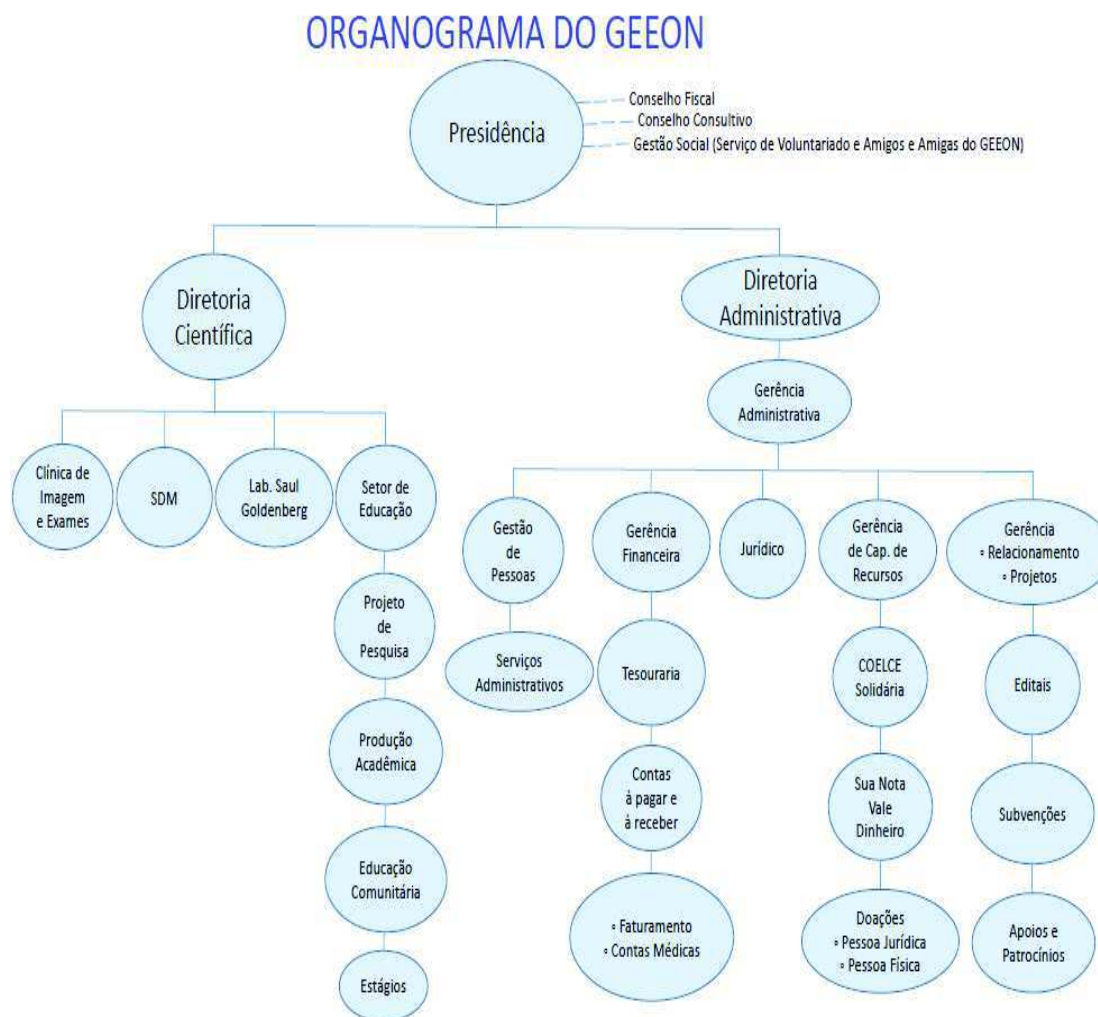 ORGANOGRAMA DO GEEON
Presidência
Conselho Fiscal
Conselho Consultivo
Gestão Social (Serviço de Voluntariado e Amigos e Amigas do GEEON)
Diretoria
Científica
Diretoria
Administrativa
Gerência
Administrativa
Clínica de
Imagem
e Exames
SDM
Lab. Saul
Goldenberg
Setor de
Educação
Projeto
de
Pesquisa
Produção
Acadêmica
Educação
Comunitária
Estágios
Gestão
de
Pessoas
Serviços
Administrativos
Gerência
Financeira
Tesouraria
Contas
à pagar e
à receber
• Faturamento
• Contas Médicas
Jurídico
Gerência
de Cap. de
Recursos
COELCE
Solidária
Sua Nota
Vale
Dinheiro
Doações
• Pessoa Jurídica
• Pessoa Física
Gerência
• Relacionamento
• Projetos
Editais
Subvenções
Apoios e
Patrocínios